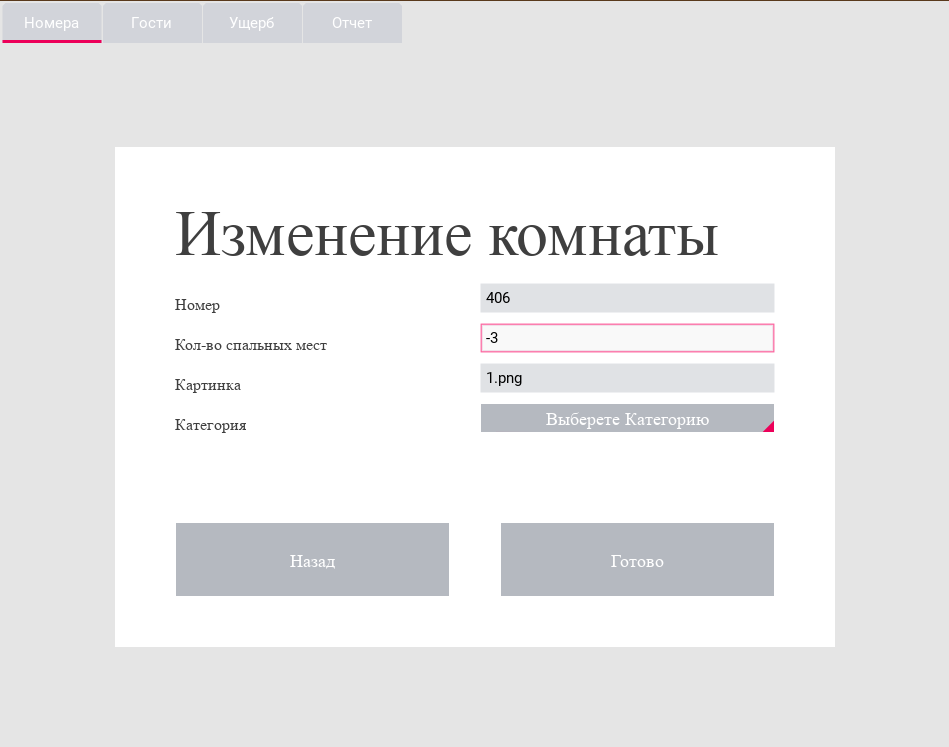 Номера Гости Ущерб Отчет
Изменение комнаты
Номер 406
Кол-во спальных мест -3
Картинка 1.png
Категория Выберете Категорию
Назад Готово